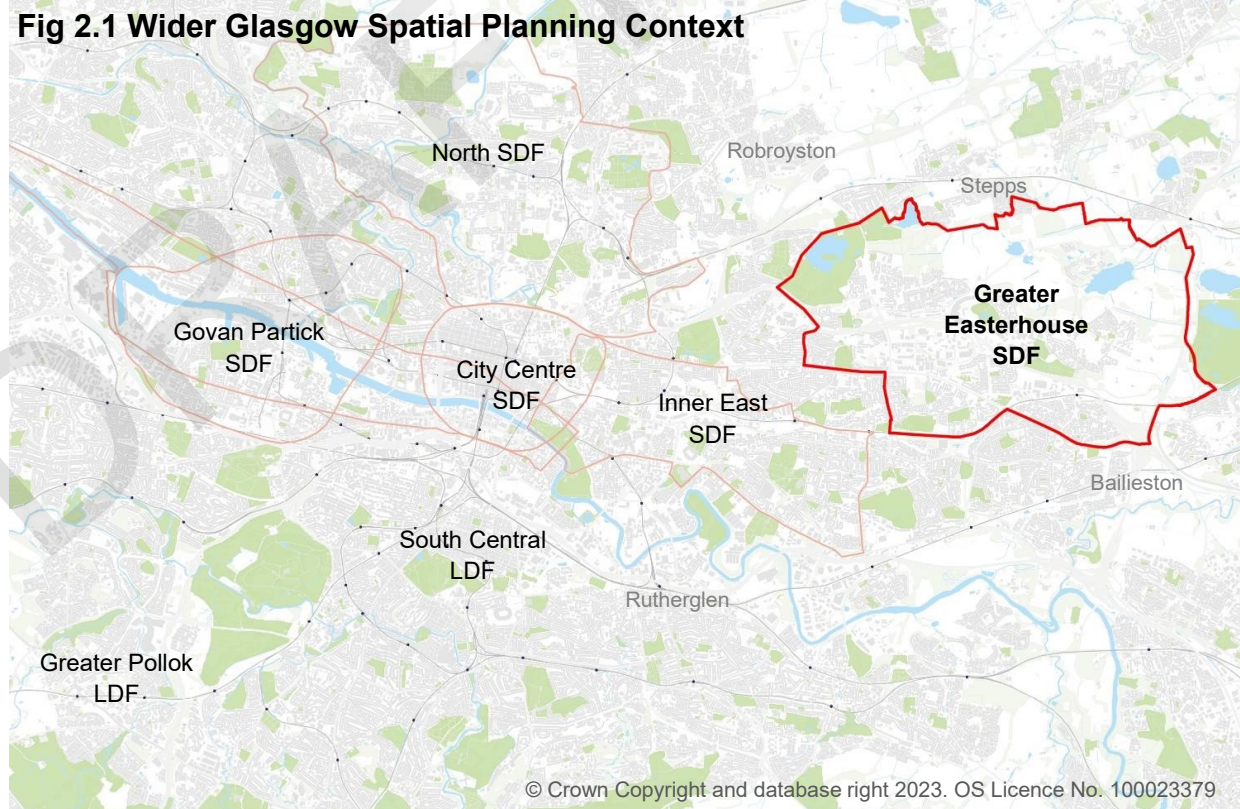 Fig 2.1 Wider Glasgow Spatial Planning Context
North SDF
Robroyston
Stepps
Greater
Easterhouse
SDF
Govan Partick
SDF
City Centre
SDF
Inner East
SDF
Bailieston
South Central
LDF
Rutherglen
Greater Pollok
LDF
DRAFT
© Crown Copyright and database right 2023. OS Licence No. 100023379